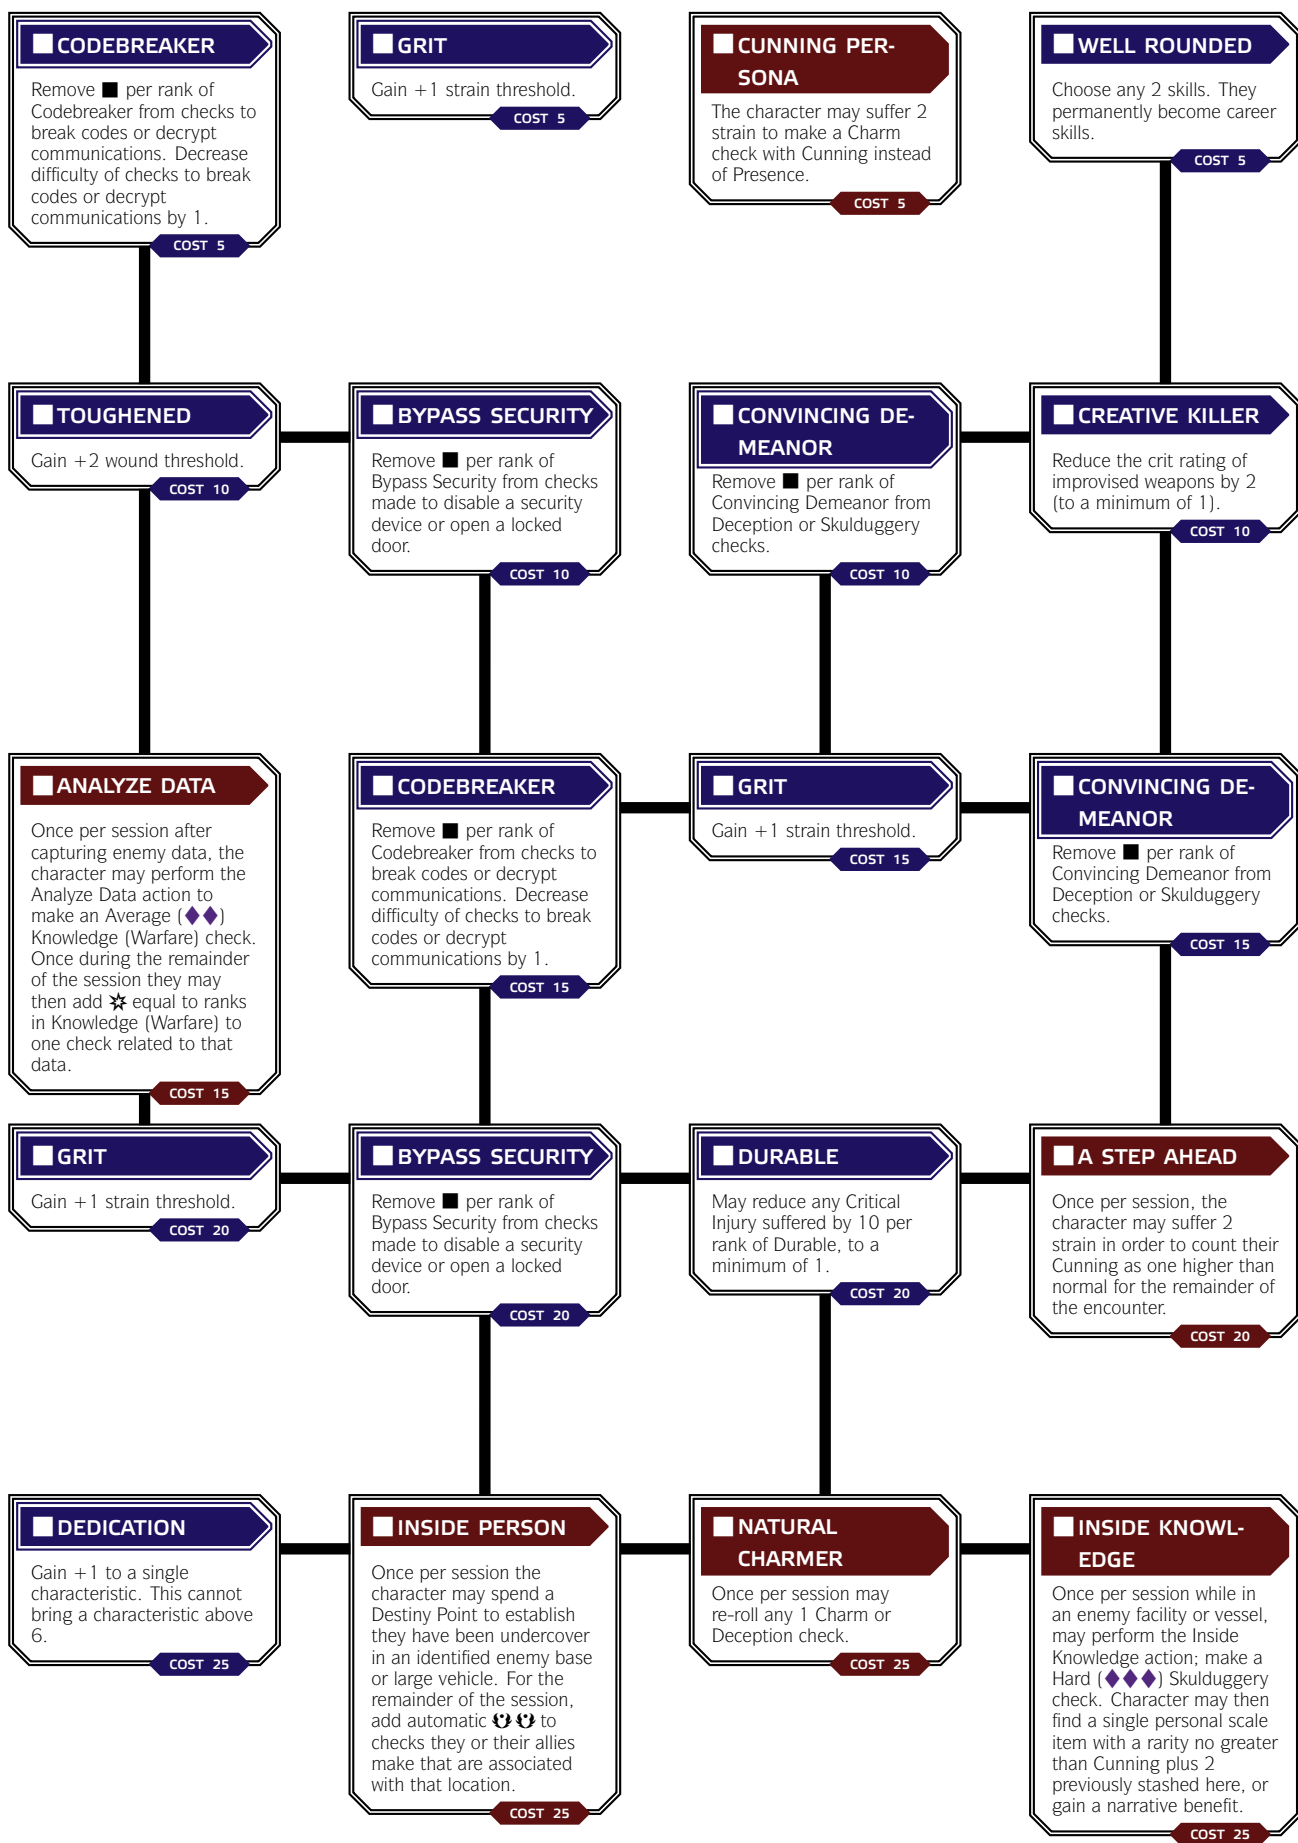 CODEBREAKER
Remove ■ per rank of
Codebreaker from checks to
break codes or decrypt
communications. Decrease
difficulty of checks to break
codes or decrypt
communications by 1.
COST 5
GRIT
Gain +1 strain threshold.
COST 5
CUNNING PER-
SONA
The character may suffer 2
strain to make a Charm
check with Cunning instead
of Presence.
COST 5
WELL ROUNDED
Choose any 2 skills. They
permanently become career
skills.
COST 5
TOUGHENED
Gain +2 wound threshold.
COST 10
BYPASS SECURITY
Remove ■ per rank of
Bypass Security from checks
made to disable a security
device or open a locked
door.
COST 10
CONVINCING DE-
MEANOR
Remove ■ per rank of
Convincing Demeanor from
Deception or Skulduggery
checks.
COST 10
CREATIVE KILLER
Reduce the crit rating of
improvised weapons by 2
(to a minimum of 1).
COST 10
ANALYZE DATA
Once per session after
capturing enemy data, the
character may perform the
Analyze Data action to
make an Average (♦♦)
Knowledge (Warfare) check.
Once during the remainder
of the session they may
then add equal to ranks
in Knowledge (Warfare) to
one check related to that
data.
COST 15
CODEBREAKER
Remove ■ per rank of
Codebreaker from checks to
break codes or decrypt
communications. Decrease
difficulty of checks to break
codes or decrypt
communications by 1.
COST 15
GRIT
Gain +1 strain threshold.
COST 15
CONVINCING DE-
MEANOR
Remove ■ per rank of
Convincing Demeanor from
Deception or Skulduggery
checks.
COST 15
GRIT
Gain +1 strain threshold.
COST 20
BYPASS SECURITY
Remove ■ per rank of
Bypass Security from checks
made to disable a security
device or open a locked
door.
COST 20
DURABLE
May reduce any Critical
Injury suffered by 10 per
rank of Durable, to a
minimum of 1.
COST 20
A STEP AHEAD
Once per session, the
character may suffer 2
strain in order to count their
Cunning as one higher than
normal for the remainder of
the encounter.
COST 20
DEDICATION
Gain +1 to a single
characteristic. This cannot
bring a characteristic above
6.
COST 25
INSIDE PERSON
Once per session the
character may spend a
Destiny Point to establish
they have been undercover
in an identified enemy base
or large vehicle. For the
remainder of the session,
add automatic to
checks they or their allies
make that are associated
with that location.
COST 25
NATURAL
CHARMER
Once per session may
re-roll any 1 Charm or
Deception check.
COST 25
INSIDE KNOWL-
EDGE
Once per session while in
an enemy facility or vessel,
may perform the Inside
Knowledge action; make a
Hard (♦♦♦) Skulduggery
check. Character may then
find a single personal scale
item with a rarity no greater
than Cunning plus 2
previously stashed here, or
gain a narrative benefit.
COST 25